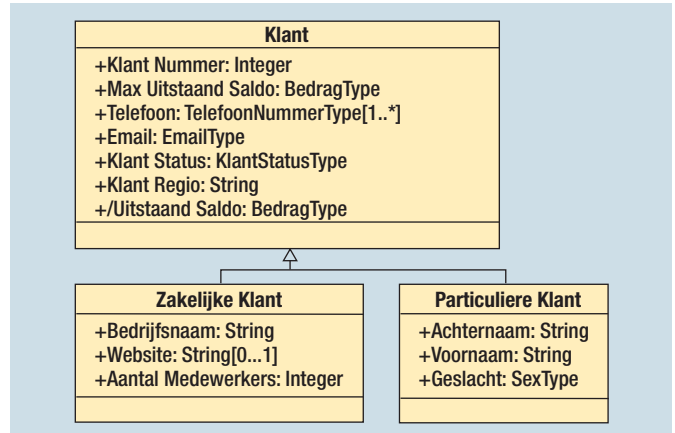 Klant
+Klant Nummer: Integer
+Max Uitstaand Saldo: BedragType
+Telefoon: TelefoonNummerType[1..*]
+Email: EmailType
+Klant Status: KlantStatusType
+Klant Regio: String
+/Uitstaand Saldo: BedragType
Zakelijke Klant
+Bedrijfsnaam: String
+Website: String[0...1]
+Aantal Medewerkers: Integer
Particuliere Klant
+Achternaam: String
+Voornaam: String
+Geslacht: SexType